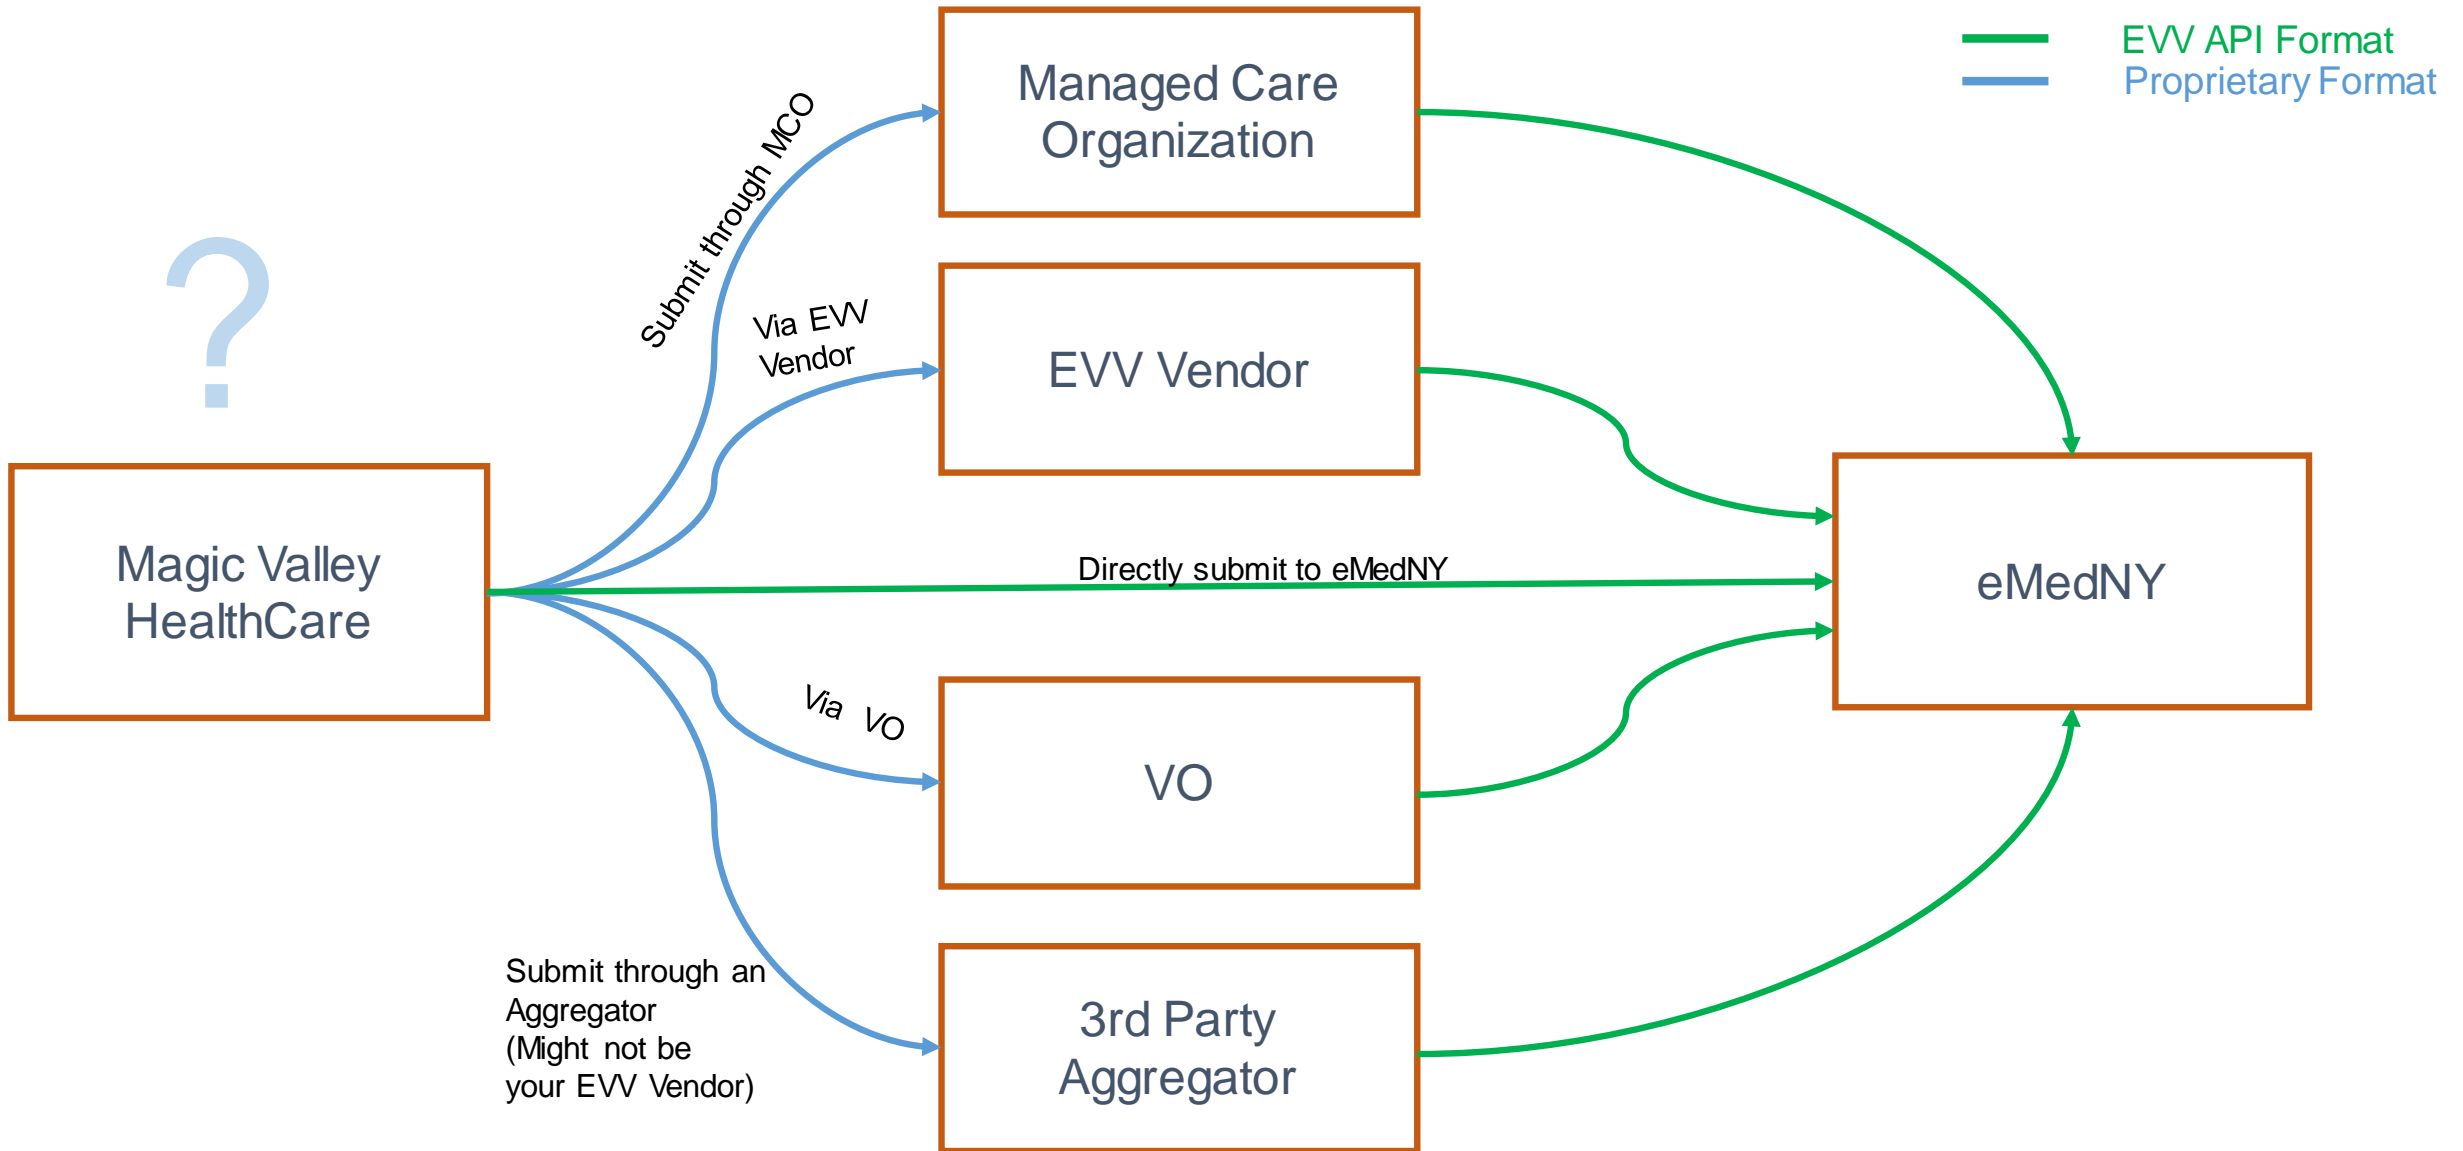 EVV API Format
Proprietary Format
Managed Care
Organization
Submit through MCO
?
Via EVV
Vendor
EVV Vendor
Magic Valley
HealthCare
Directly submit to eMedNY
eMedNY
Via VO
VO
Submit through an
Aggregator
(Might not be
your EVV Vendor)
3rd Party
Aggregator